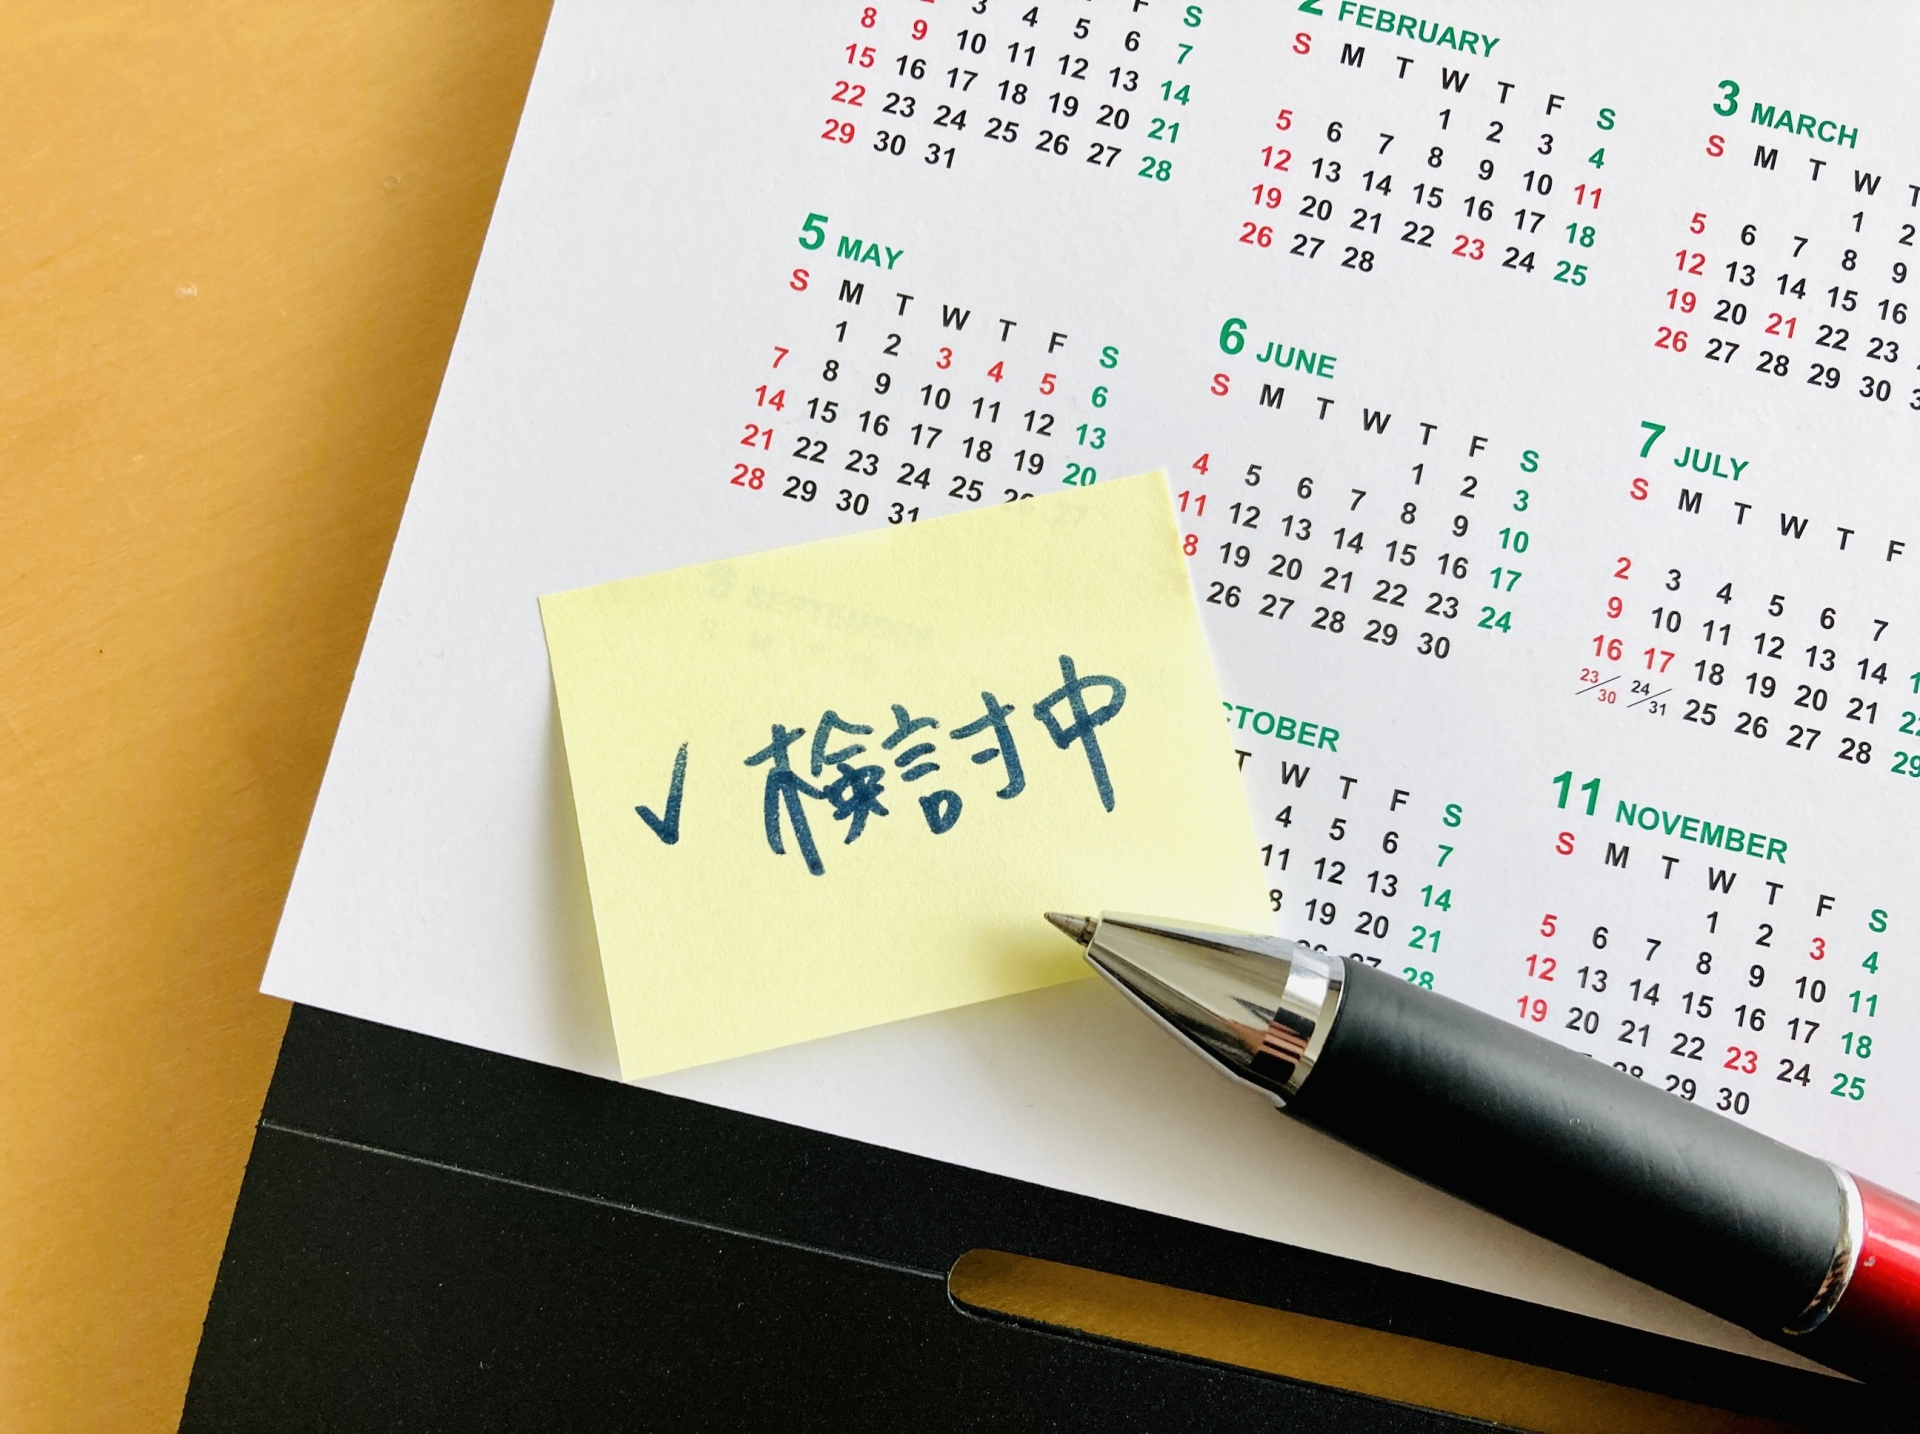 3 4 5 6 7
8 9 10 11 12 13 14
15 16 17 18 19 20 21
22 23 24 25 26 27 28
29 30 31
2 FEBRUARY
S M T W T F S
1 2 3 4
5 6 7 8 9 10 11
12 13 14 15 16 17 18
19 20 21 22 23 24 25
26 27 28
3 MARCH
S M T W T
1 2
5 6 7 8 9
12 13 14 15 16
19 20 21 22 23
26 27 28 29 30
5 MAY
S M T W T F S
1 2 3 4 5 6
7 8 9 10 11 12 13
14 15 16 17 18 19 20
21 22 23 24 25
28 29 30 31
6 JUNE
S M T W T F S
1 2 3
4 5 6 7 8 9 10
11 12 13 14 15 16 17
8 19 20 21 22 23 24
26 27 28 29 30
7 JULY
S M T W T F
2 3 4 5 6 7
9 10 11 12 13 14
16 17 18 19 20 21
23/30 24/31 25 26 27 28 29
✓ 検討中
CTOBER
T W T F S
4 5 6 7
11 12 13 14
8 19 20 21
28
11 NOVEMBER
S M T W T F S
1 2 3 4
5 6 7 8 9 10 11
12 13 14 15 16 17 18
19 20 21 22 23 24 25
29 30